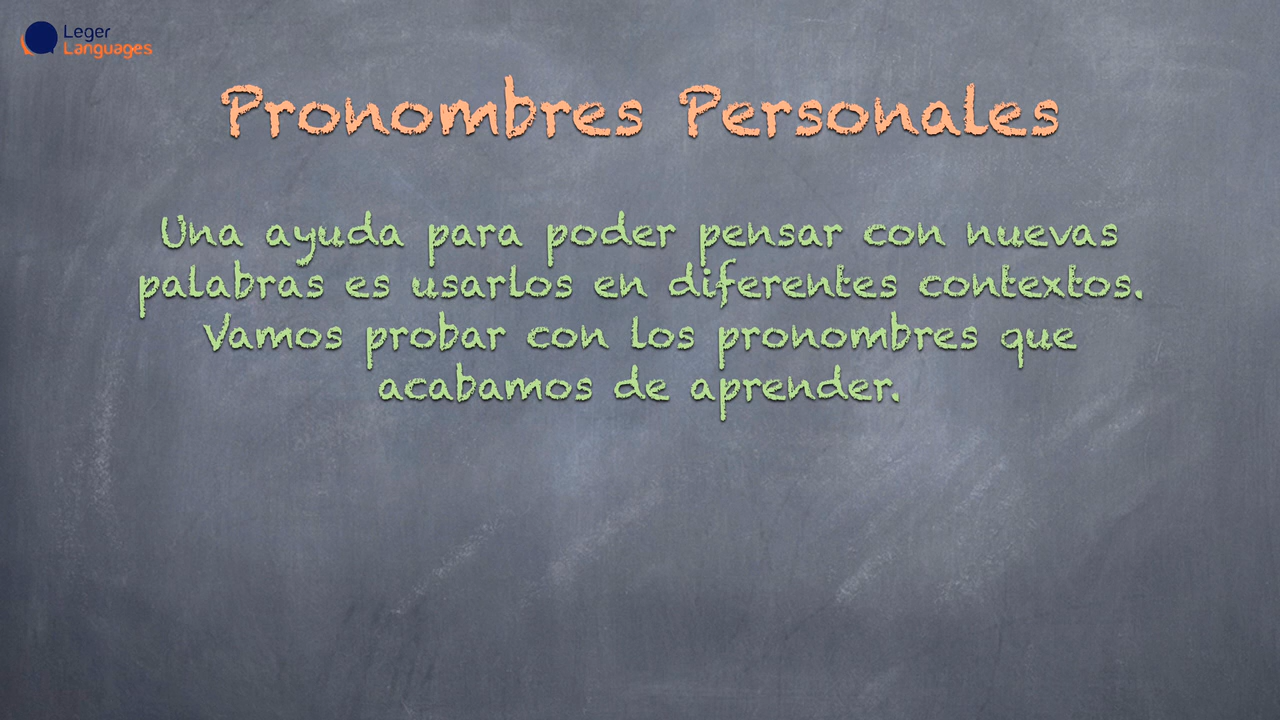 Leger
Languages
Pronombres Personales
Una ayuda para poder pensar con nuevas
palabras es usarlos en diferentes contextos.
Vamos probar con los pronombres que
acabamos de aprender.